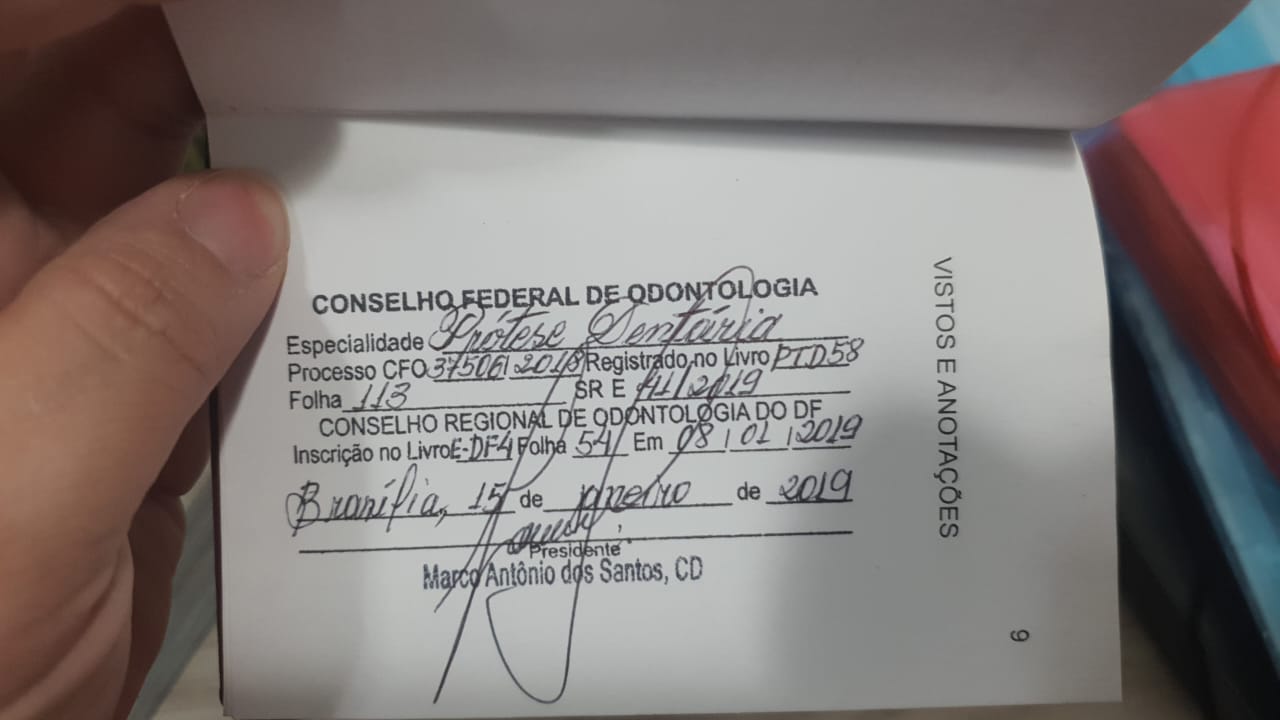 CONSELHO FEDERAL DE ODONTOLOGIA
Especialidade Prótese Dentária
Processo CFO 37506/2018 Registrado no Livro PTD58
Folha 113 SR E 41/2019
CONSELHO REGIONAL DE ODONTOLOGIA DO DF
Inscrição no Livro E-DF4 Folha 54 Em 08/01/2019
Brasília, 15 de janeiro de 2019
Presidente
Marco Antônio dos Santos, CD
VISTOS E ANOTAÇÕES
9